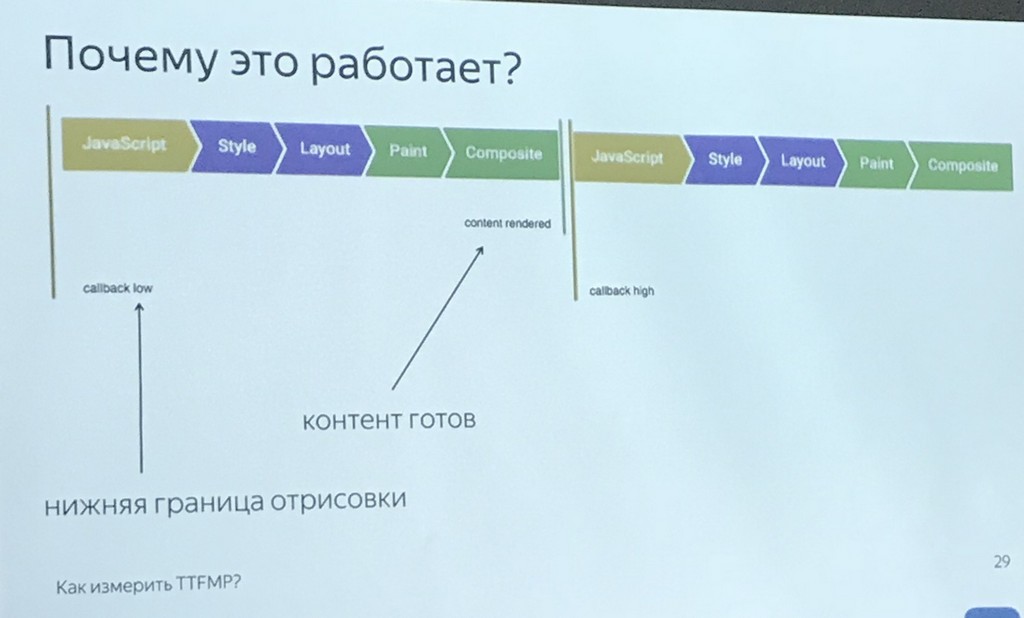 Почему это работает?
JavaScript Style Layout Paint Composite JavaScript Style Layout Paint Composite
content rendered
callback low
callback high
контент готов
нижняя граница отрисовки
29
Как измерить TTFMP?